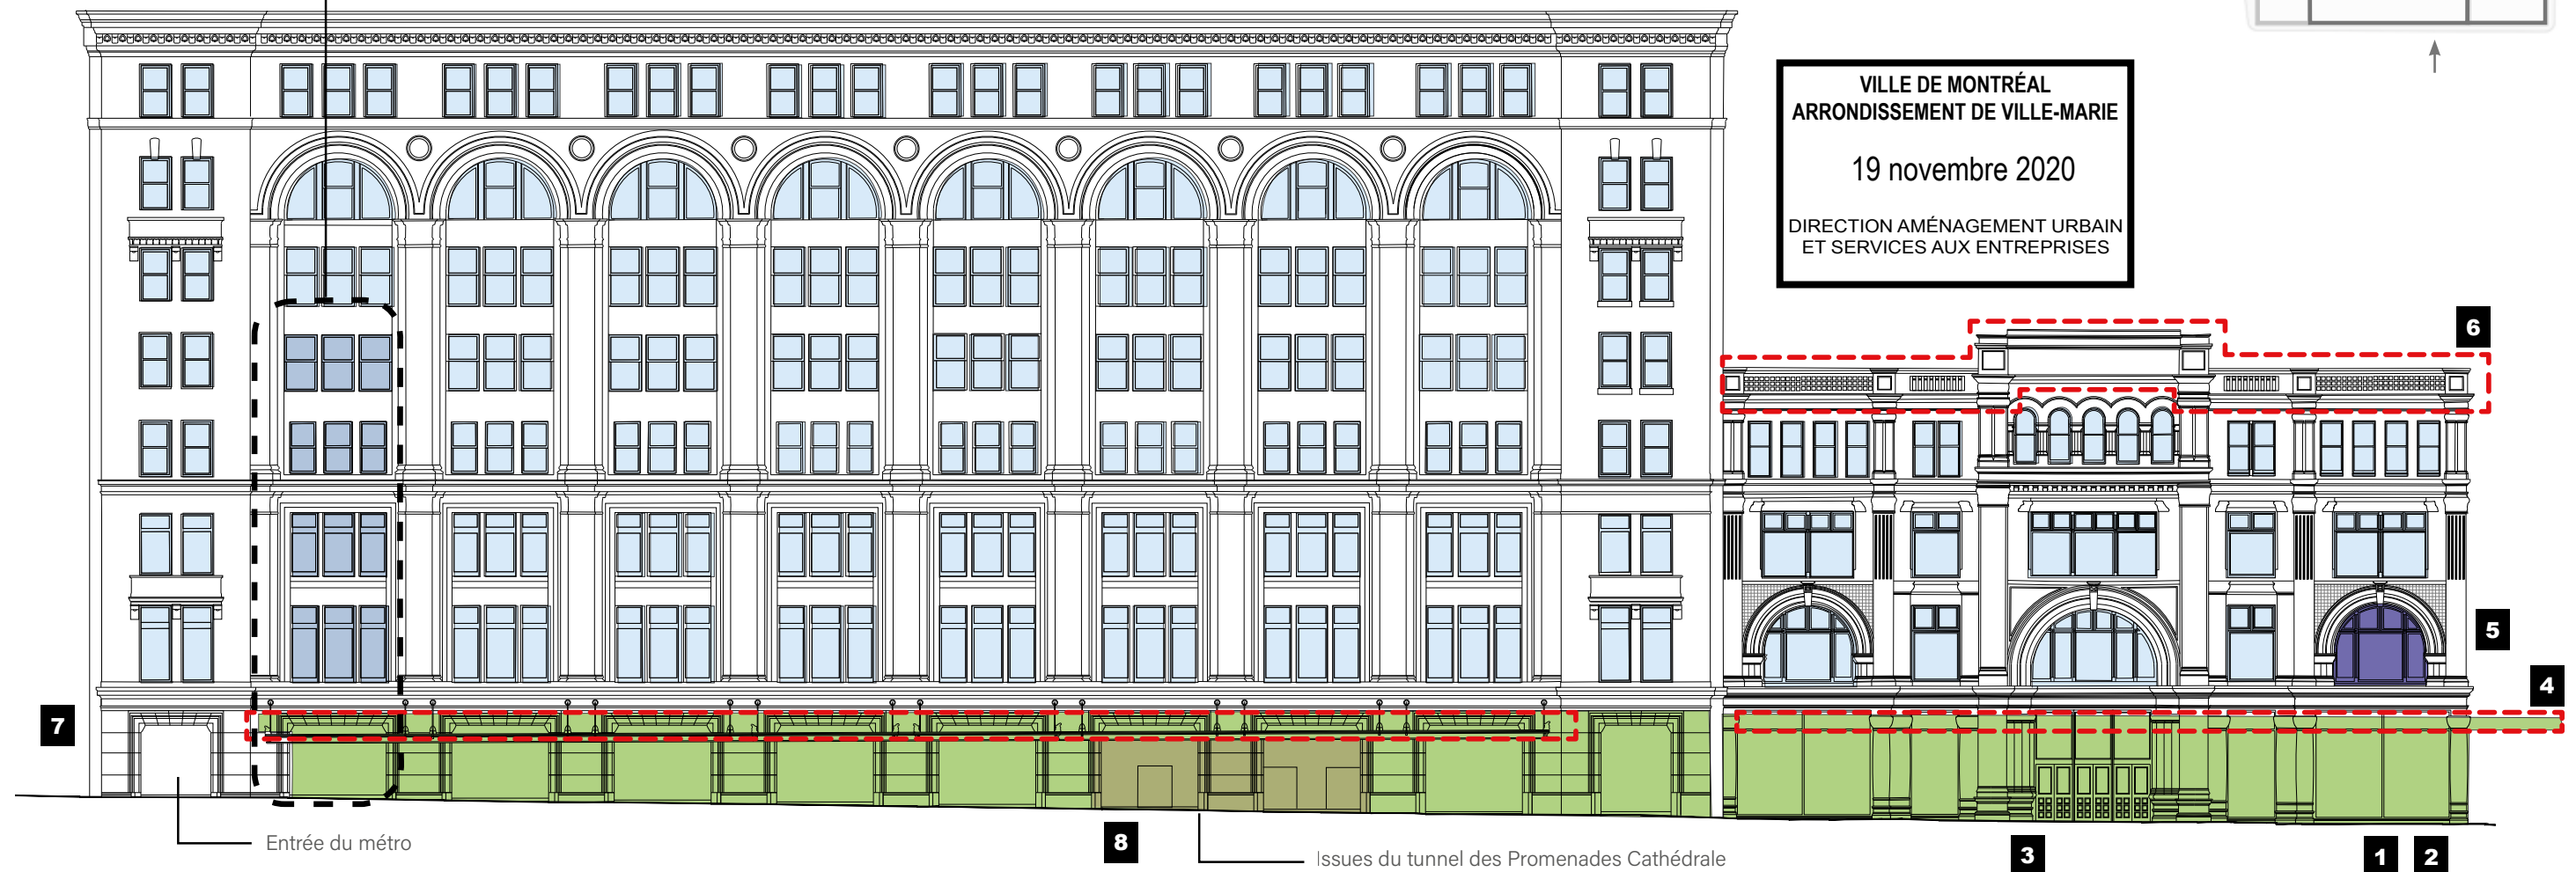 VILLE DE MONTRÉAL
ARRONDISSEMENT DE VILLE-MARIE
19 novembre 2020
DIRECTION AMÉNAGEMENT URBAIN
ET SERVICES AUX ENTREPRISES
6
5
4
7
Entrée du métro
8
Issues du tunnel des Promenades Cathédrale
3
1
2